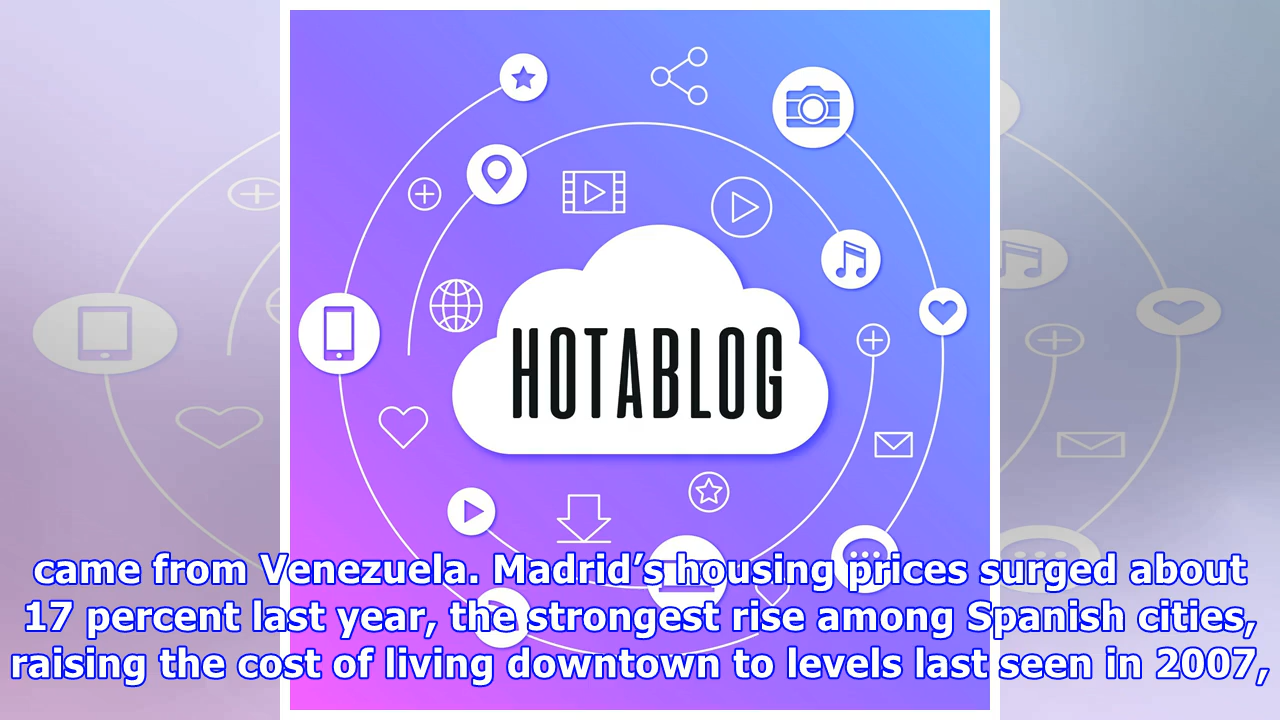 HOTABLOG
came from Venezuela. Madrid’s housing prices surged about
17 percent last year, the strongest rise among Spanish cities,
raising the cost of living downtown to levels last seen in 2007,